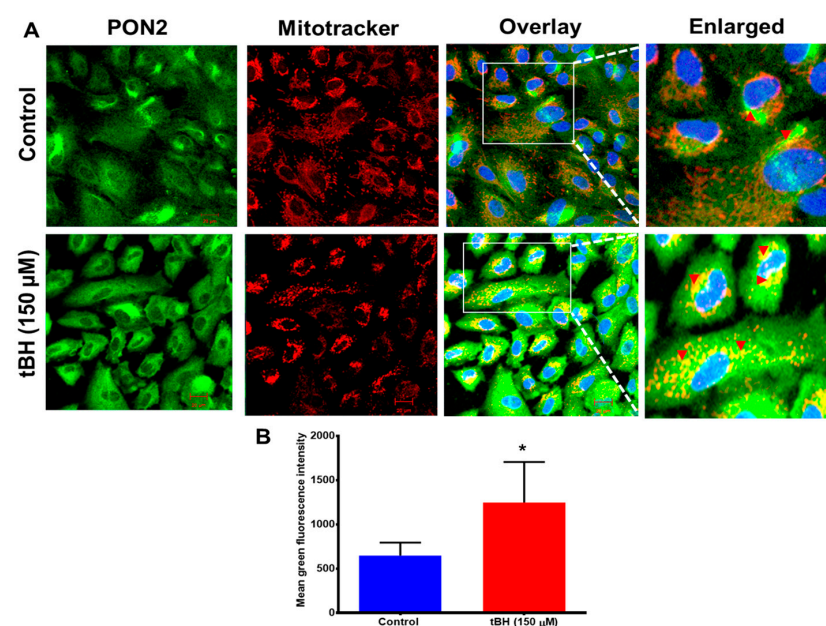 A
PON2
Mitotracker
Overlay
Enlarged
Control
tBH (150 µM)
B
Mean green fluorescence intensity
2000
1500
1000
500
0
*
Control
tBH (150 µM)